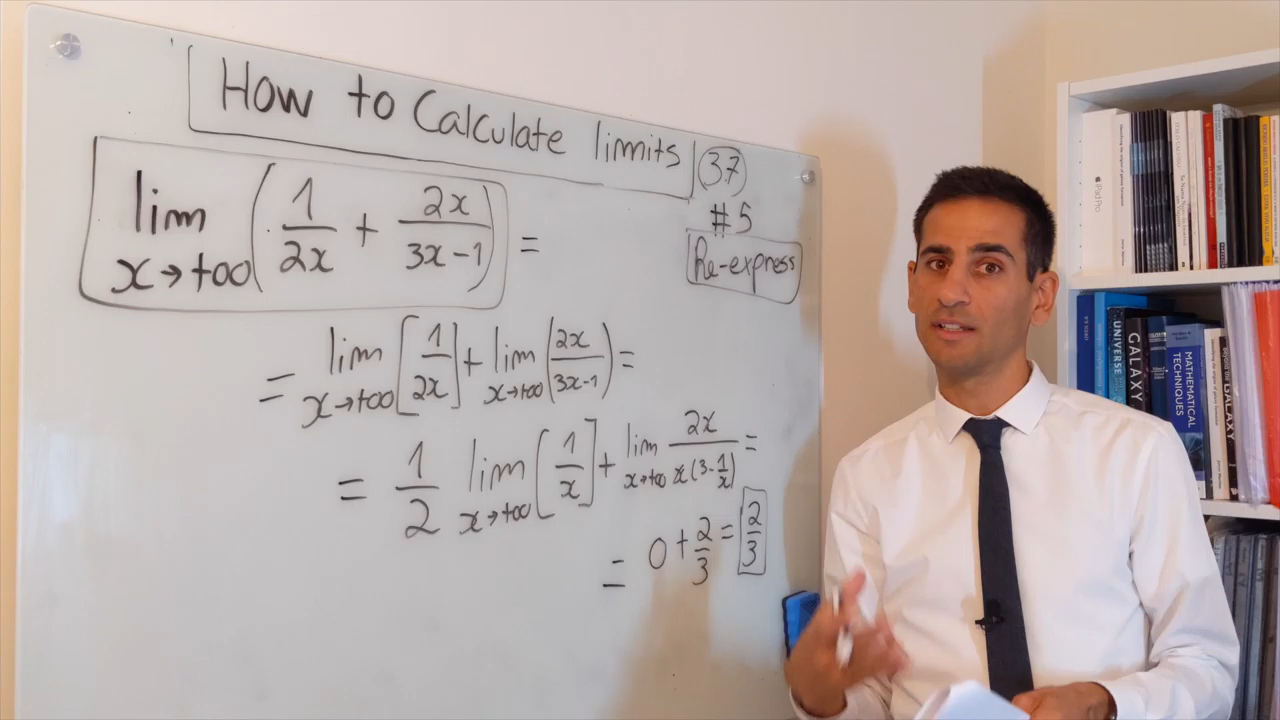 How to Calculate limits
37
#5
Re-express
lim x→+∞ (1/2x + 2x/3x-1) =
= lim x→+∞ [1/2x] + lim x→+∞ (2x/3x-1) =
= 1/2 lim x→+∞ [1/x] + lim x→+∞ 2x/x(3-1/x) =
= 0 + 2/3 = 2/3
iPad Pro
UNIVERSE
GALAXY
MATHEMATICAL TECHNIQUES
GALAXY